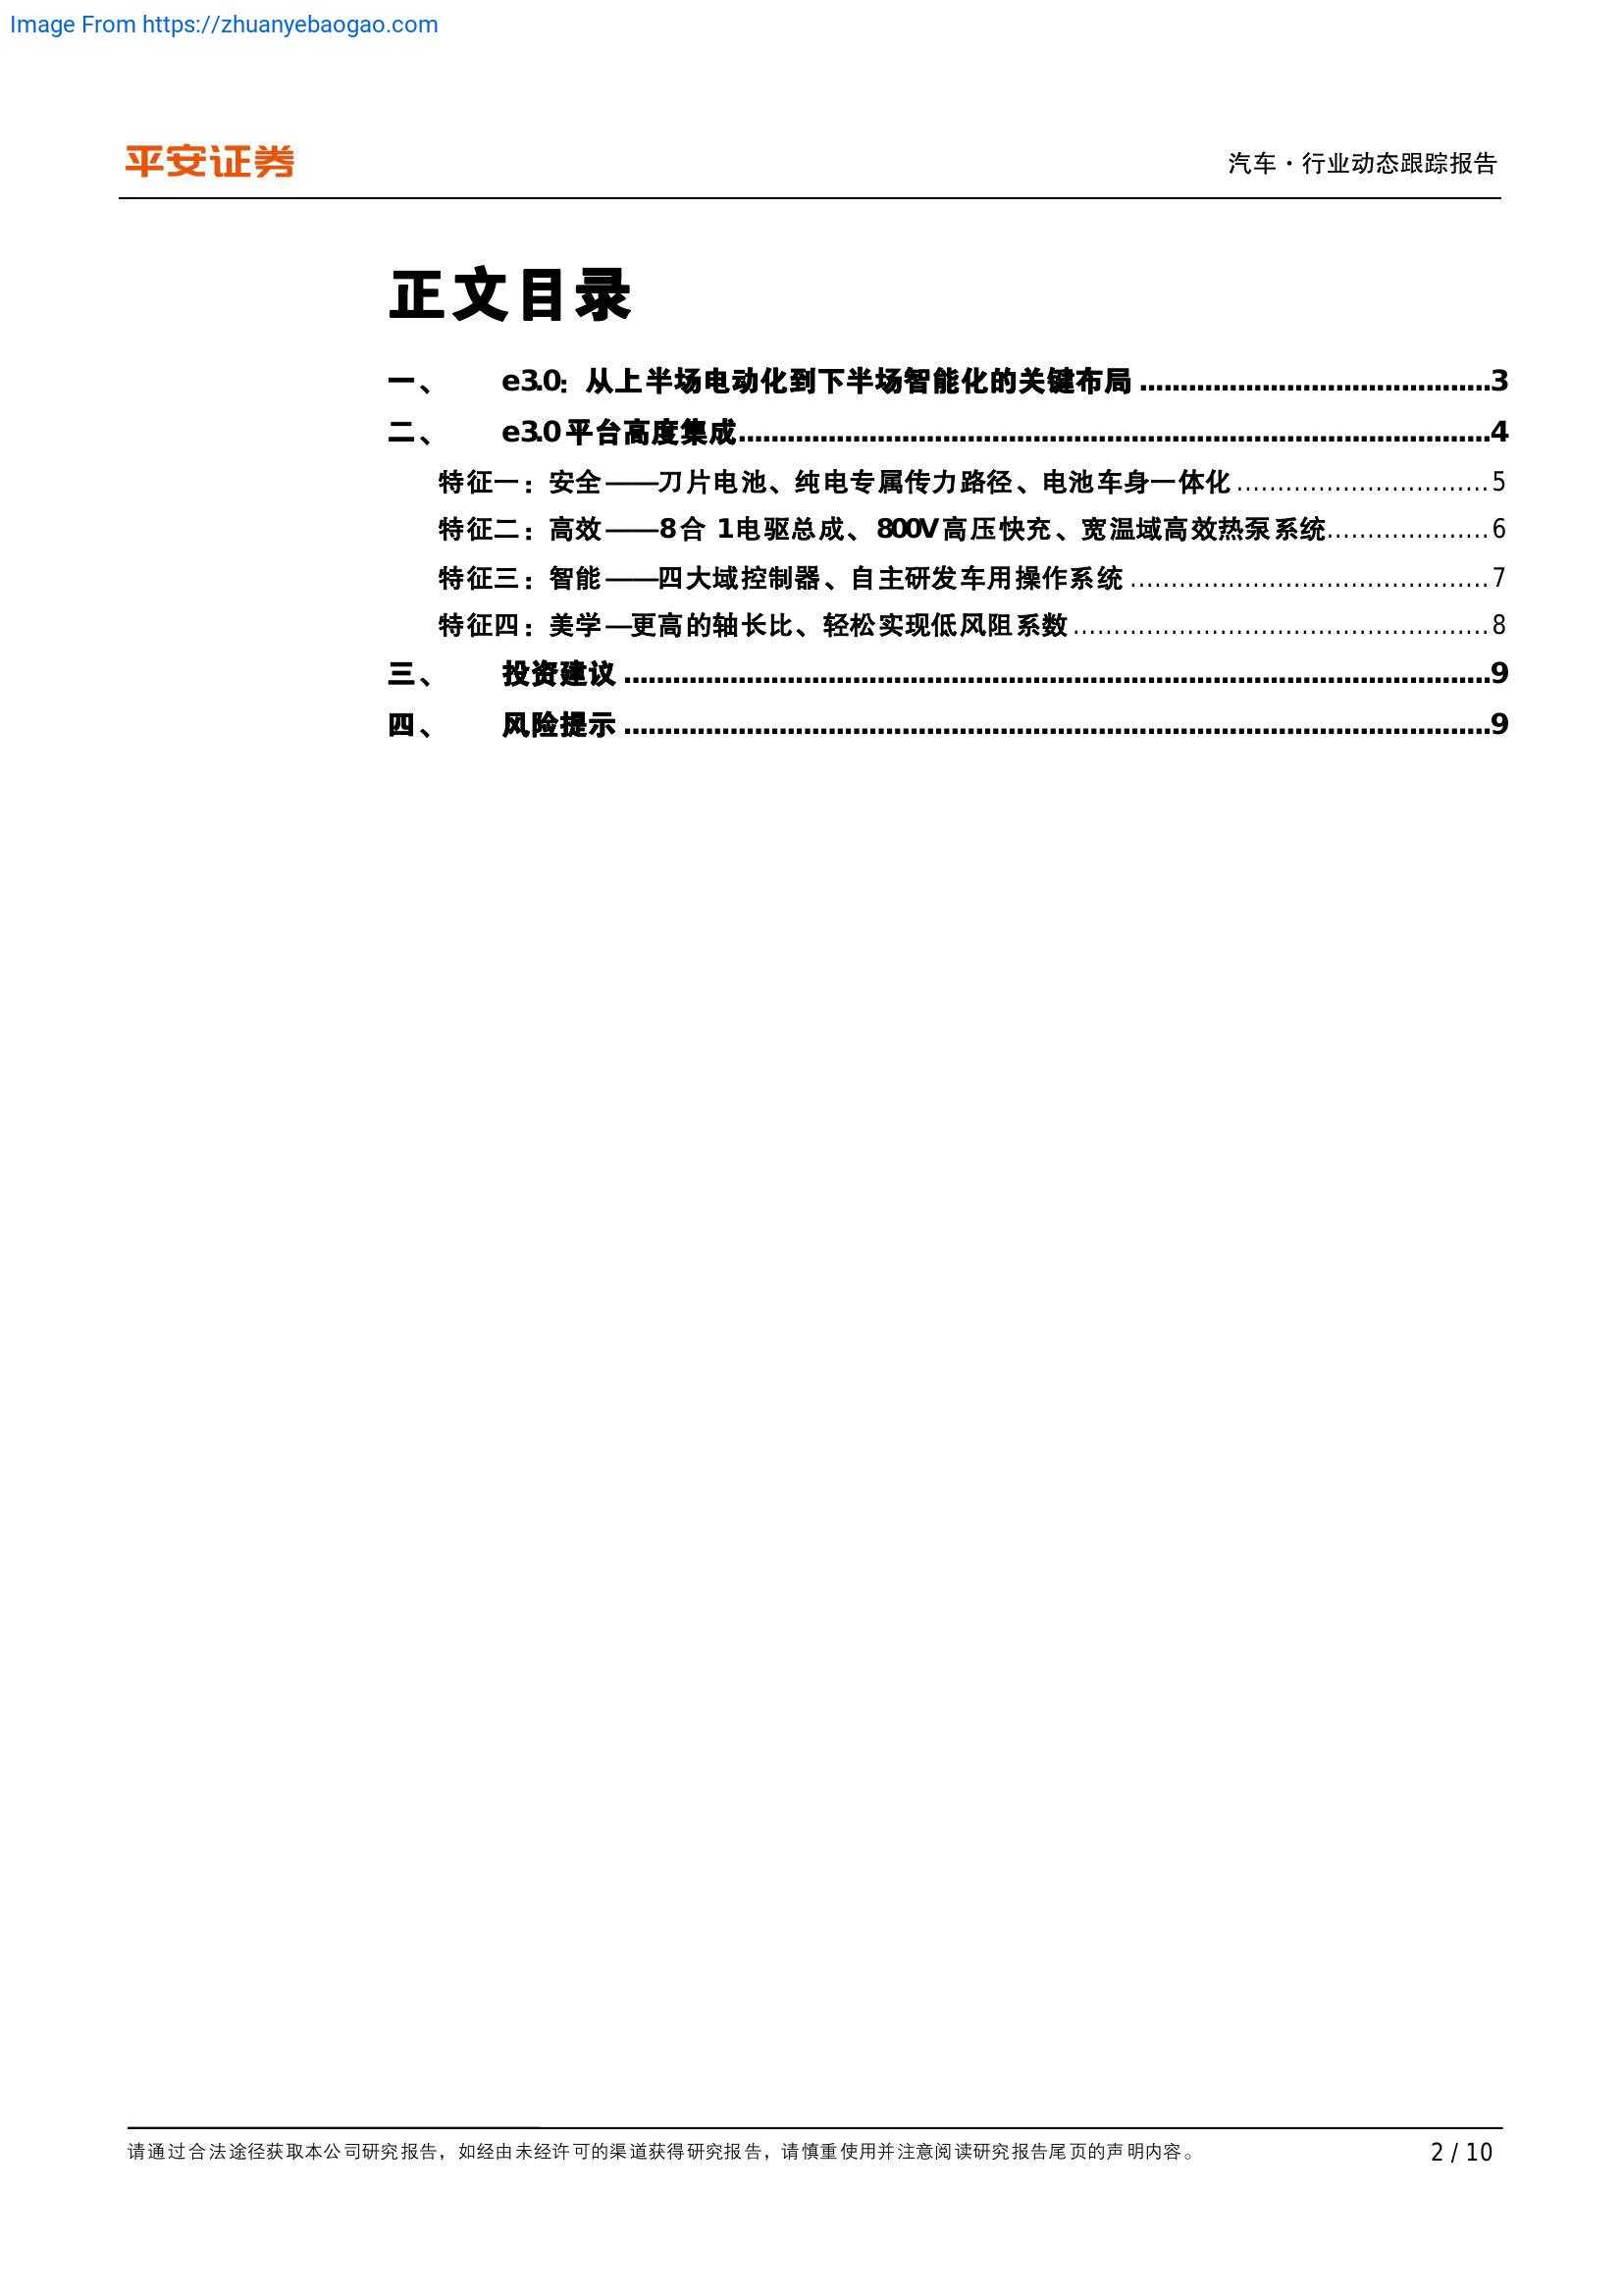 Image From https://zhuanyebaogao.com
平安证券
汽车·行业动态跟踪报告
正文目录
一、 e3.0：从上半场电动化到下半场智能化的关键布局...........................................3
二、 e3.0 平台高度集成............................................................................................4
特征一：安全——刀片电池、纯电专属传力路径、电池车身一体化...............................5
特征二：高效——8合 1电驱总成、800V 高压快充、宽温域高效热泵系统....................6
特征三：智能——四大域控制器、自主研发车用操作系统............................................7
特征四：美学—更高的轴长比、轻松实现低风阻系数...................................................8
三、 投资建议..........................................................................................................9
四、 风险提示..........................................................................................................9
请通过合法途径获取本公司研究报告，如经由未经许可的渠道获得研究报告，请慎重使用并注意阅读研究报告尾页的声明内容。
2 / 10